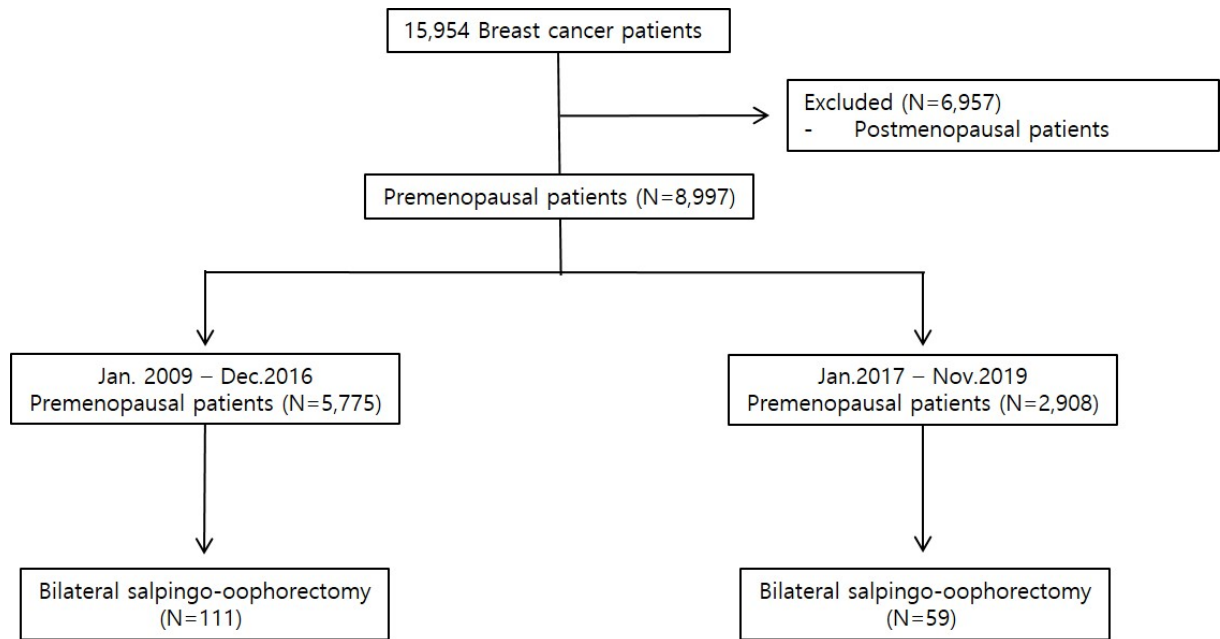 15,954 Breast cancer patients
Excluded (N=6,957)
- Postmenopausal patients
Premenopausal patients (N=8,997)
Jan. 2009 – Dec.2016
Premenopausal patients (N=5,775)
Jan.2017 – Nov.2019
Premenopausal patients (N=2,908)
Bilateral salpingo-oophorectomy
(N=111)
Bilateral salpingo-oophorectomy
(N=59)